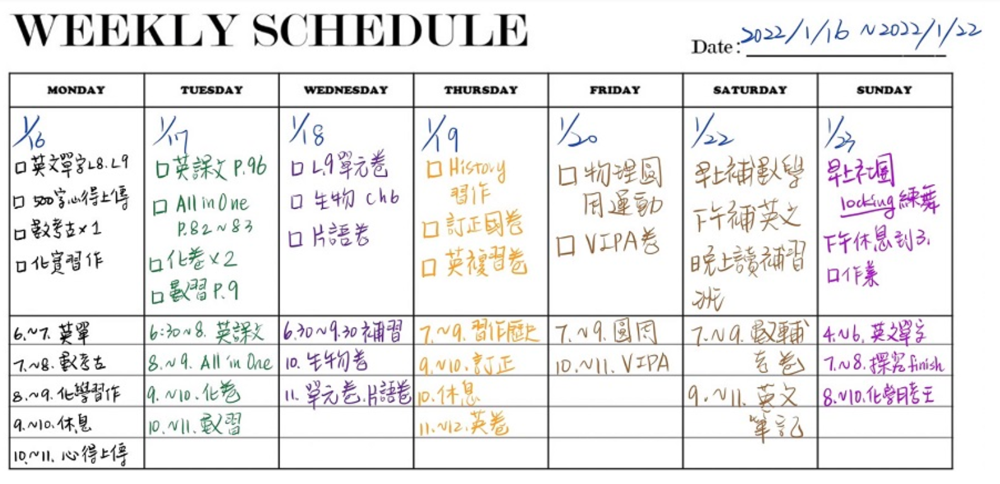 WEEKLY SCHEDULE
Date: 2022/1/16 ~2022/1/22
MONDAY
TUESDAY
WEDNESDAY
THURSDAY
FRIDAY
SATURDAY
SUNDAY
1/16
□ 英文單字L8.L9
□ 500字心得上傳
□ 數考古x1
□ 化實習作
1/17
□ 英課文 P.96
□ All in One
P.82~83
□ 化卷x2
□ 數習 P.9
1/18
□ L9單元卷
□ 生物 ch6
□ 片語卷
1/19
□ History
習作
□ 訂正國卷
□ 英複習卷
1/20
□ 物理圓
周運動
□ VIPA卷
1/22
早上補數學
下午補英文
晚上讀補習
班
1/23
早上社團
locking 練舞
下午休息到3.
□作業
6.~7. 英單
7.~8. 數考古
8.~9. 化學習作
9.~10. 休息
10.~11. 心得上傳
6:30~8. 英課文
8.~9. All in One
9.~10. 化卷
10.~11. 數習
6.30~9.30 補習
10. 生物卷
11. 單元卷.片語卷
7.~9. 習作歷史
9.~10. 訂正
10. 休息
11.~12. 英卷
7.~9. 圓周
10.~11. VIPA
7.~9. 數輔
卷
9.~11. 英文
筆記
4.~6. 英文單字
7.~8. 探究finish
8.~10. 化學